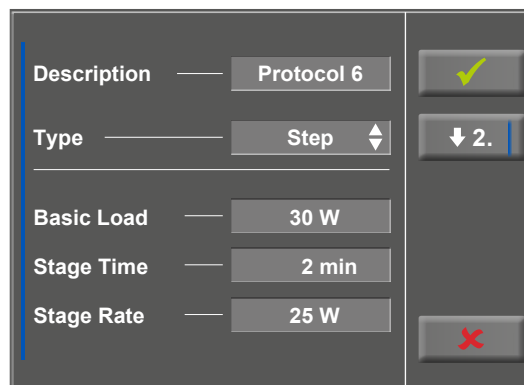 Description Protocol 6
Type Step 2.
Basic Load 30 W
Stage Time 2 min
Stage Rate 25 W